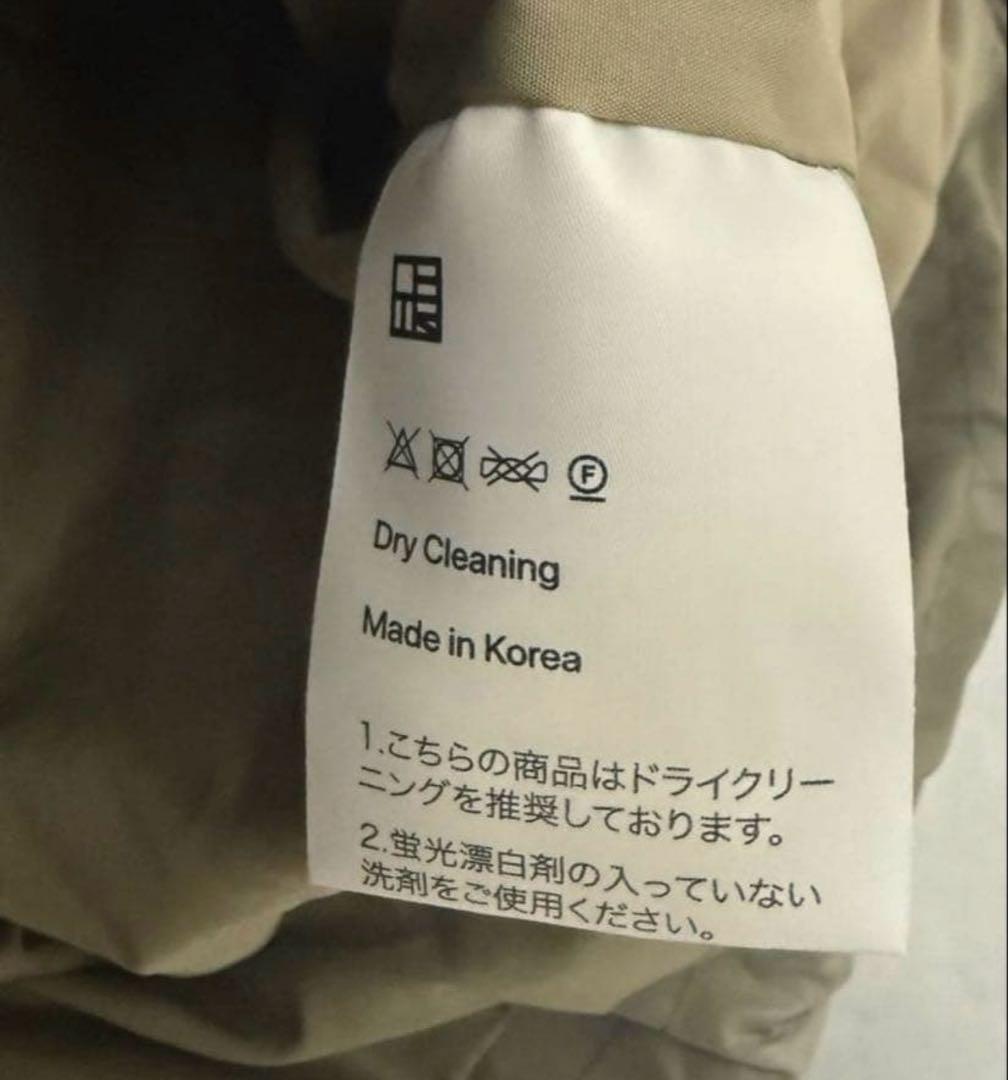 F
Dry Cleaning
Made in Korea
1.こちらの商品はドライクリー
ニングを推奨しております。
2.蛍光漂白剤の入っていない
洗剤をご使用ください。